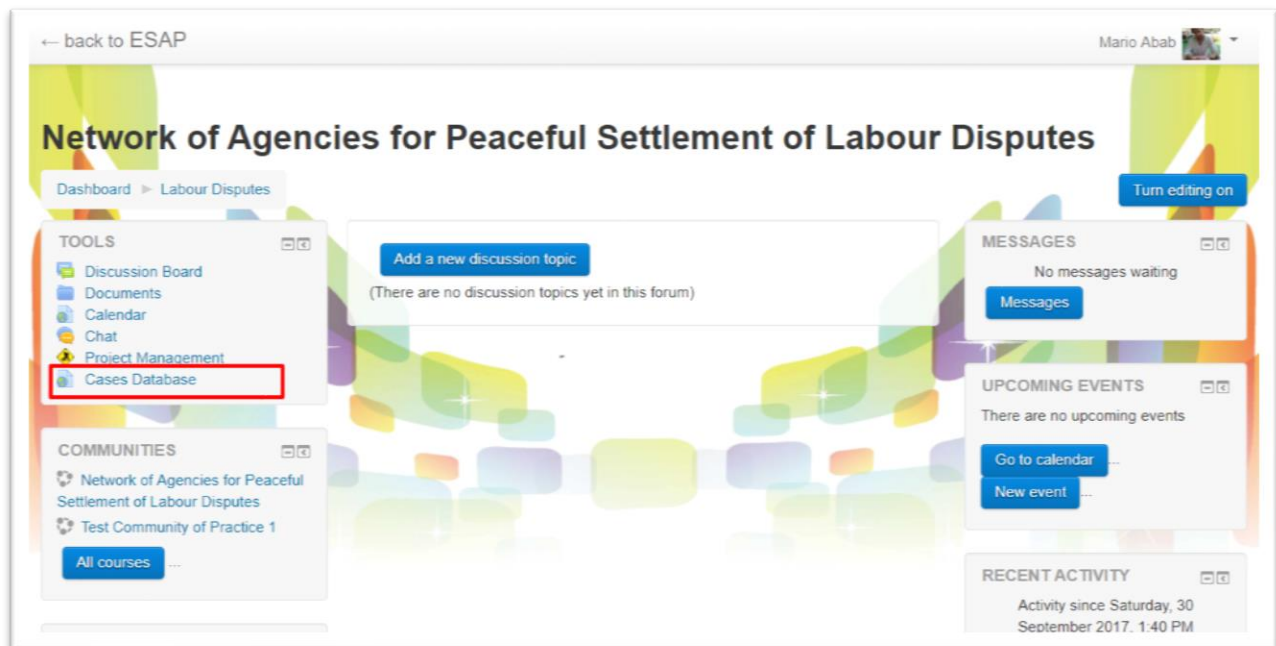 ← back to ESAP
Mario Abab
Network of Agencies for Peaceful Settlement of Labour Disputes
Dashboard ► Labour Disputes
Turn editing on
TOOLS
Discussion Board
Documents
Calendar
Chat
Project Management
Cases Database
COMMUNITIES
Network of Agencies for Peaceful
Settlement of Labour Disputes
Test Community of Practice 1
All courses ...
Add a new discussion topic
(There are no discussion topics yet in this forum)
MESSAGES
No messages waiting
Messages
UPCOMING EVENTS
There are no upcoming events
Go to calendar ...
New event ...
RECENT ACTIVITY
Activity since Saturday, 30
September 2017, 1:40 PM